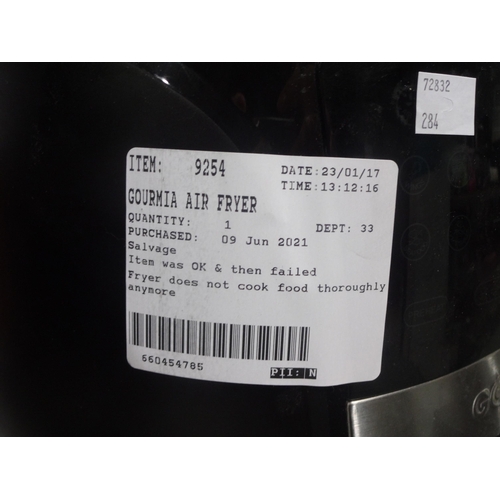 72832
284
ITEM: 9254 DATE:23/01/17
TIME:13:12:16
GOURMIA AIR FRYER
QUANTITY: 1 DEPT: 33
PURCHASED: 09 Jun 2021
Salvage
Item was OK & then failed
Fryer does not cook food thoroughly
anymore
660454785
PII: N